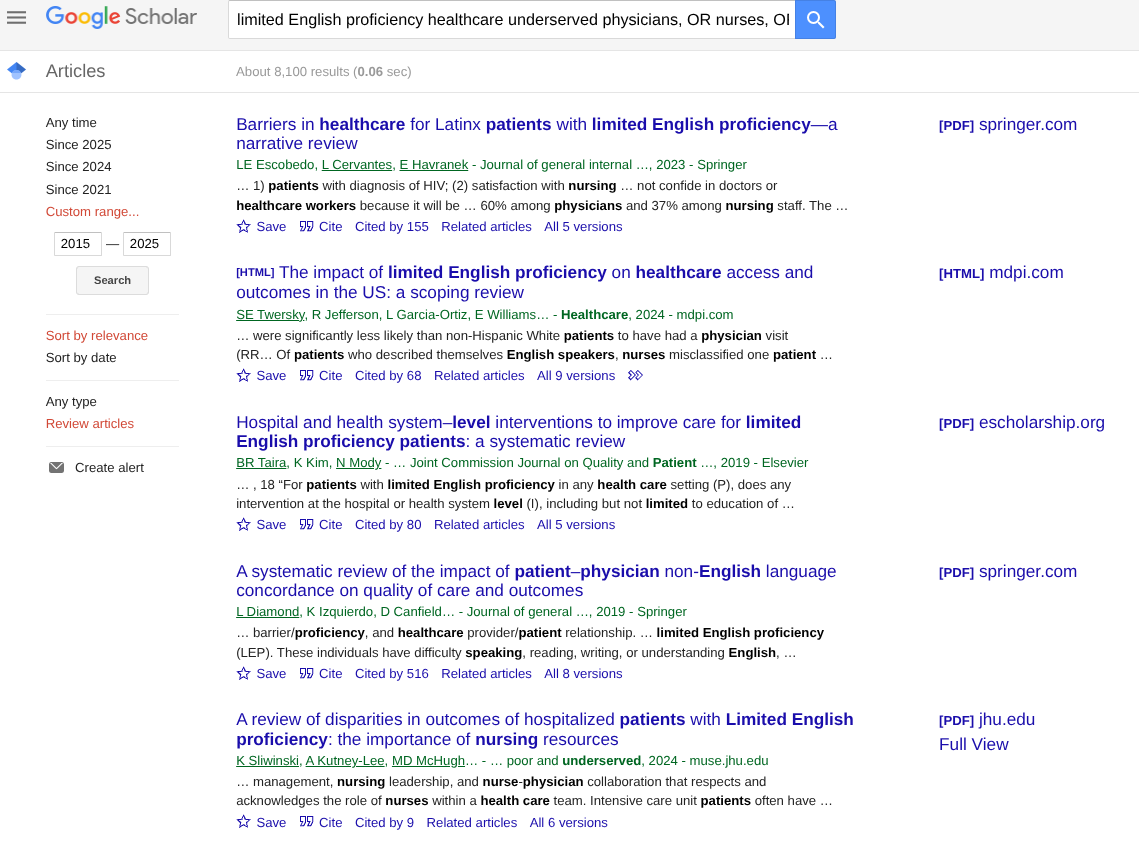 Google Scholar
limited English proficiency healthcare underserved physicians, OR nurses, OI
Articles
About 8,100 results (0.06 sec)
Any time
Since 2025
Since 2024
Since 2021
Custom range...
2015 — 2025
Search
Sort by relevance
Sort by date
Any type
Review articles
Create alert
Barriers in healthcare for Latinx patients with limited English proficiency—a
narrative review
LE Escobedo, L Cervantes, E Havranek - Journal of general internal …, 2023 - Springer
… 1) patients with diagnosis of HIV; (2) satisfaction with nursing … not confide in doctors or
healthcare workers because it will be … 60% among physicians and 37% among nursing staff. The …
Save Cite Cited by 155 Related articles All 5 versions
[PDF] springer.com
[HTML] The impact of limited English proficiency on healthcare access and
outcomes in the US: a scoping review
SE Twersky, R Jefferson, L Garcia-Ortiz, E Williams… - Healthcare, 2024 - mdpi.com
… were significantly less likely than non-Hispanic White patients to have had a physician visit
(RR… Of patients who described themselves English speakers, nurses misclassified one patient …
Save Cite Cited by 68 Related articles All 9 versions
[HTML] mdpi.com
Hospital and health system–level interventions to improve care for limited
English proficiency patients: a systematic review
BR Taira, K Kim, N Mody - … Joint Commission Journal on Quality and Patient …, 2019 - Elsevier
… , 18 “For patients with limited English proficiency in any health care setting (P), does any
intervention at the hospital or health system level (I), including but not limited to education of …
Save Cite Cited by 80 Related articles All 5 versions
[PDF] escholarship.org
A systematic review of the impact of patient–physician non-English language
concordance on quality of care and outcomes
L Diamond, K Izquierdo, D Canfield… - Journal of general …, 2019 - Springer
… barrier/proficiency, and healthcare provider/patient relationship. … limited English proficiency
(LEP). These individuals have difficulty speaking, reading, writing, or understanding English, …
Save Cite Cited by 516 Related articles All 8 versions
[PDF] springer.com
A review of disparities in outcomes of hospitalized patients with Limited English
proficiency: the importance of nursing resources
K Sliwinski, A Kutney-Lee, MD McHugh… - … poor and underserved, 2024 - muse.jhu.edu
… management, nursing leadership, and nurse-physician collaboration that respects and
acknowledges the role of nurses within a health care team. Intensive care unit patients often have …
Save Cite Cited by 9 Related articles All 6 versions
[PDF] jhu.edu
Full View